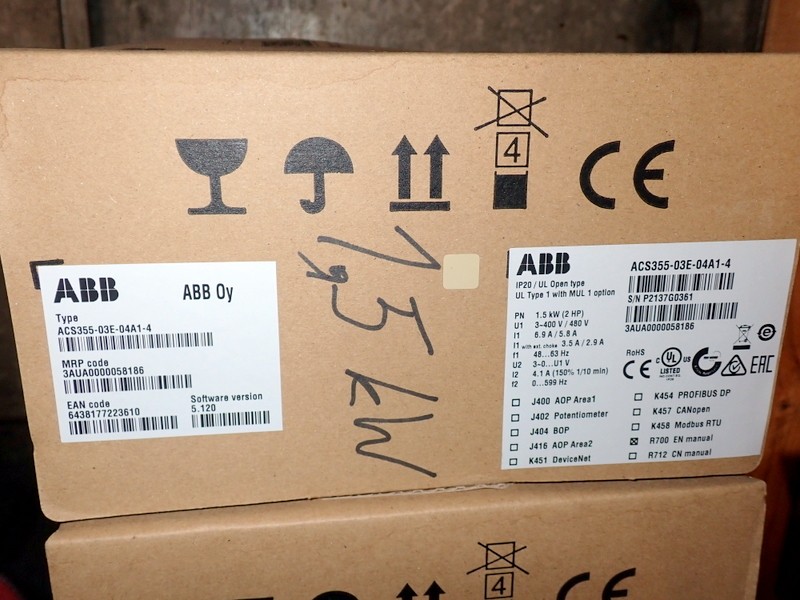 4
CE
1,5 kW
ABB
ABB Oy
Type
ACS355-03E-04A1-4
MRP code
3AUA0000058186
EAN code
6438177223610
Software version
5.120
ABB
ACS355-03E-04A1-4
IP20 / UL Open type
UL Type 1 with MUL 1 option
S/N P2137G0361
3AUA0000058186
PN 1.5 kW (2 HP)
U1 3~400 V / 480 V
I1 6.9 A / 5.8 A
I1 with ext. choke 3.5 A / 2.9 A
f1 48...63 Hz
U2 3~0...U1 V
I2 4.1 A (150% 1/10 min)
f2 0...599 Hz
RoHS
CE
C UL US
LISTED
EAC
J400 AOP Area1
J402 Potentiometer
J404 BOP
J416 AOP Area2
K451 DeviceNet
K454 PROFIBUS DP
K457 CANopen
K458 Modbus RTU
R700 EN manual
R712 CN manual
4
CE